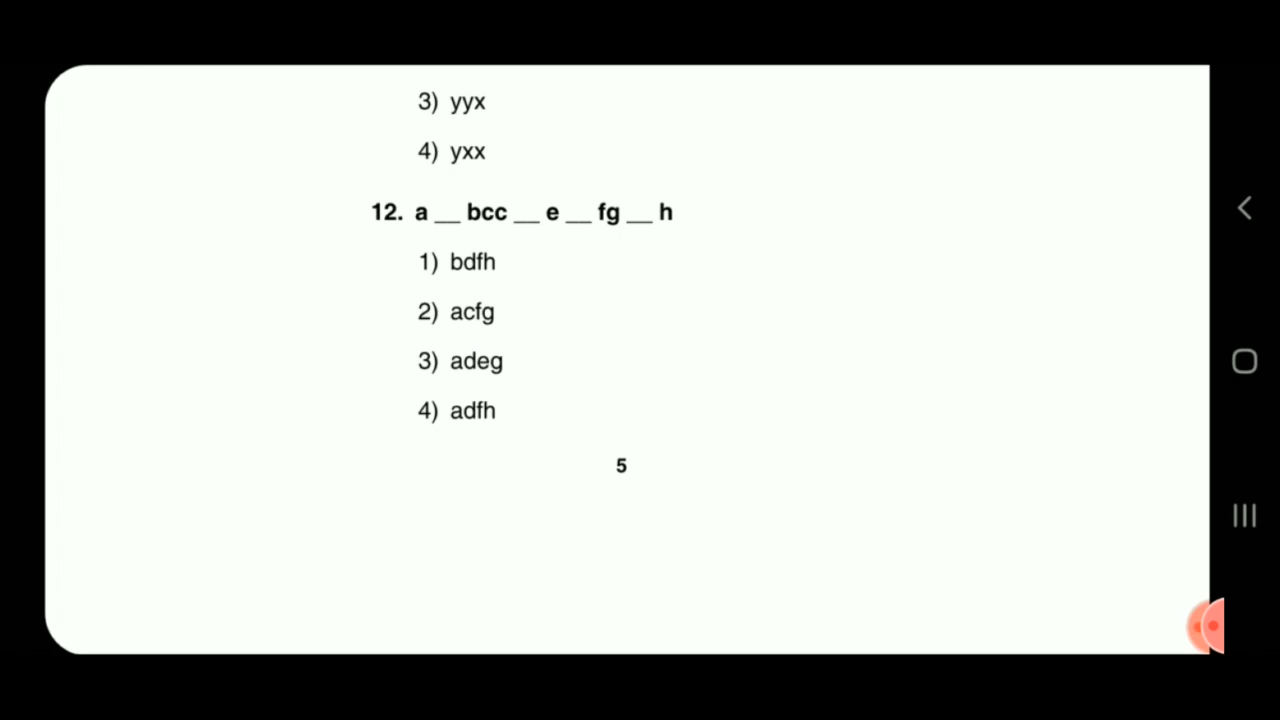 3) yyx
4) yxx
12. a __ bcc __ e __ fg __ h
1) bdfh
2) acfg
3) adeg
4) adfh
5